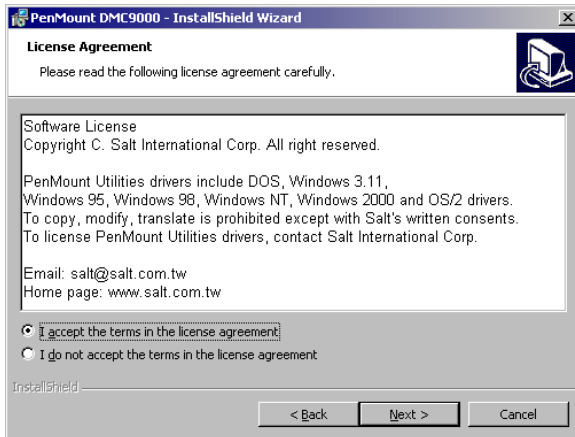 PenMount DMC9000 - InstallShield Wizard
License Agreement
Please read the following license agreement carefully.
Software License
Copyright C. Salt International Corp. All right reserved.
PenMount Utilities drivers include DOS, Windows 3.11,
Windows 95, Windows 98, Windows NT, Windows 2000 and OS/2 drivers.
To copy, modify, translate is prohibited except with Salt's written consents.
To license PenMount Utilities drivers, contact Salt International Corp.
Email: salt@salt.com.tw
Home page: www.salt.com.tw
I accept the terms in the license agreement
I do not accept the terms in the license agreement
InstallShield
< Back Next > Cancel